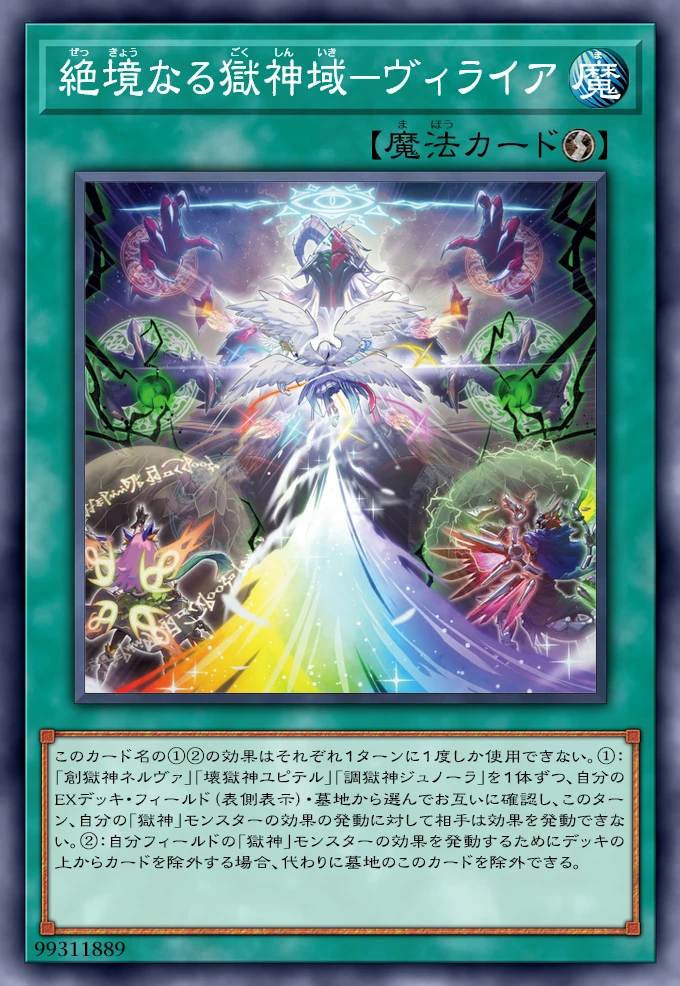 絶境なる獄神域－ヴィライア 魔
【魔法カード】
このカード名の①②の効果はそれぞれ１ターンに１度しか使用できない。①：
「創獄神ネルヴァ」「壊獄神ユピテル」「調獄神ジュノーラ」を１体ずつ、自分の
EXデッキ・フィールド（表側表示）・墓地から選んでお互いに確認し、このター
ン、自分の「獄神」モンスターの効果の発動に対して相手は効果を発動できな
い。②：自分フィールドの「獄神」モンスターの効果を発動するためにデッキの
上からカードを除外する場合、代わりに墓地のこのカードを除外できる。
99311889